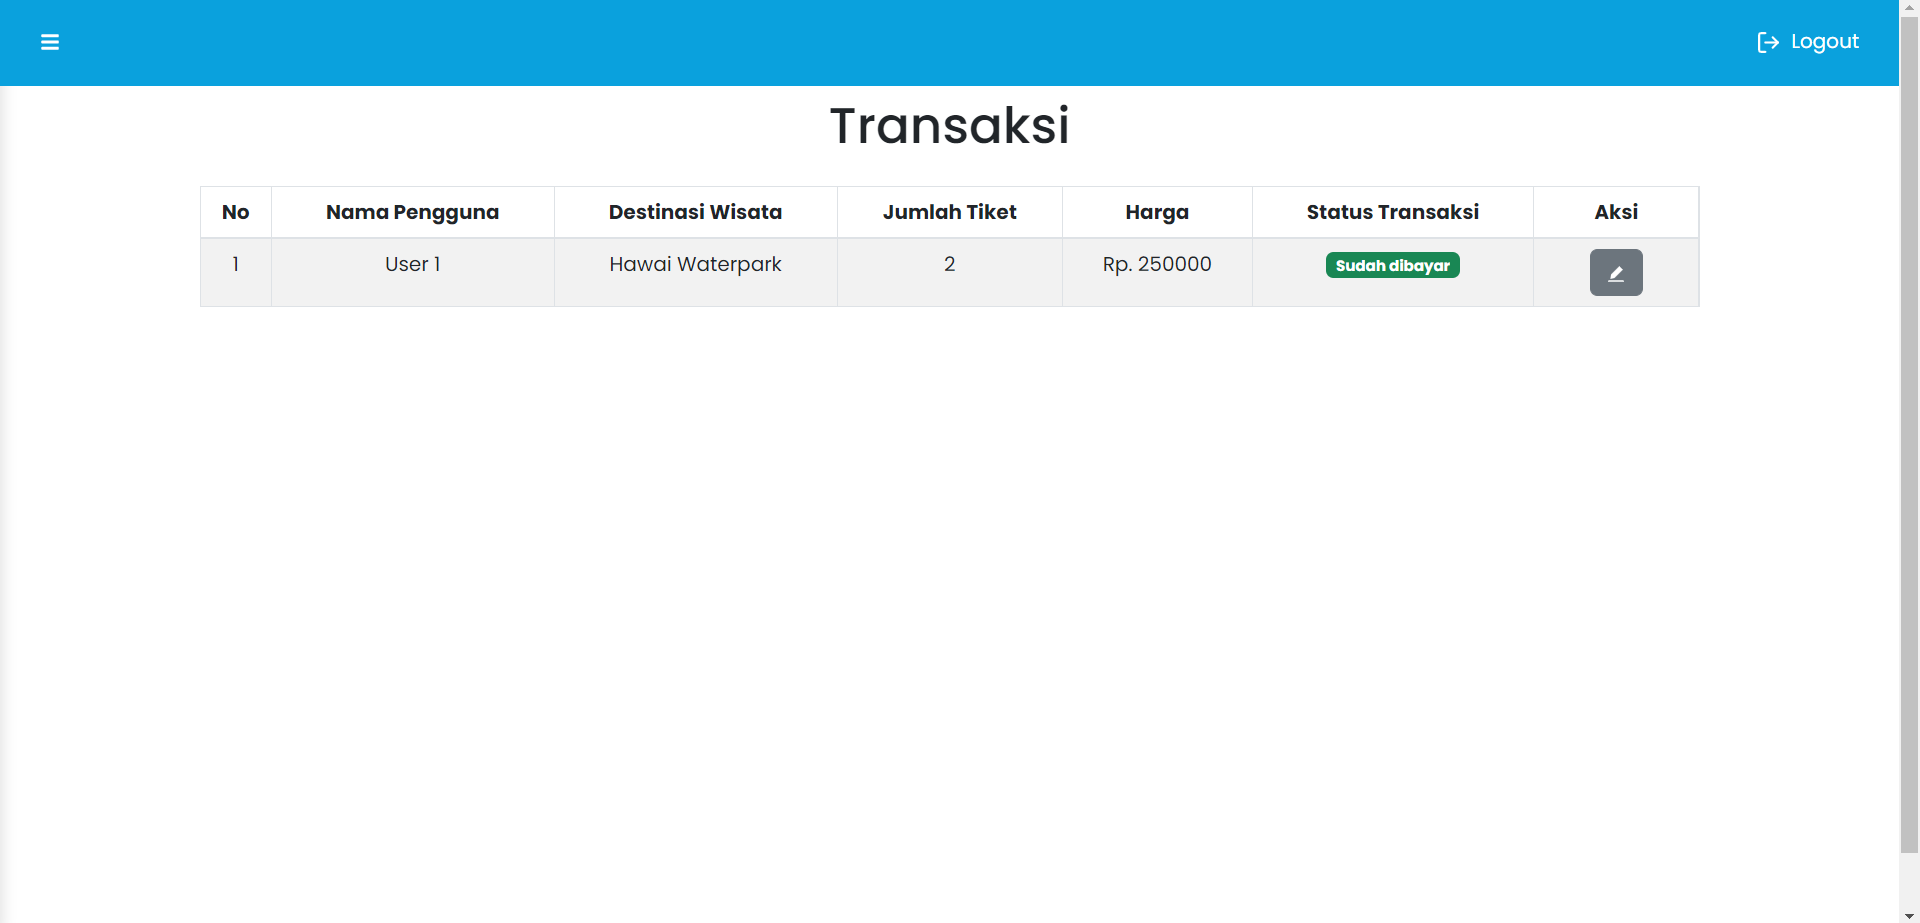 Logout
Transaksi
No Nama Pengguna Destinasi Wisata Jumlah Tiket Harga Status Transaksi Aksi
1 User 1 Hawai Waterpark 2 Rp. 250000 Sudah dibayar